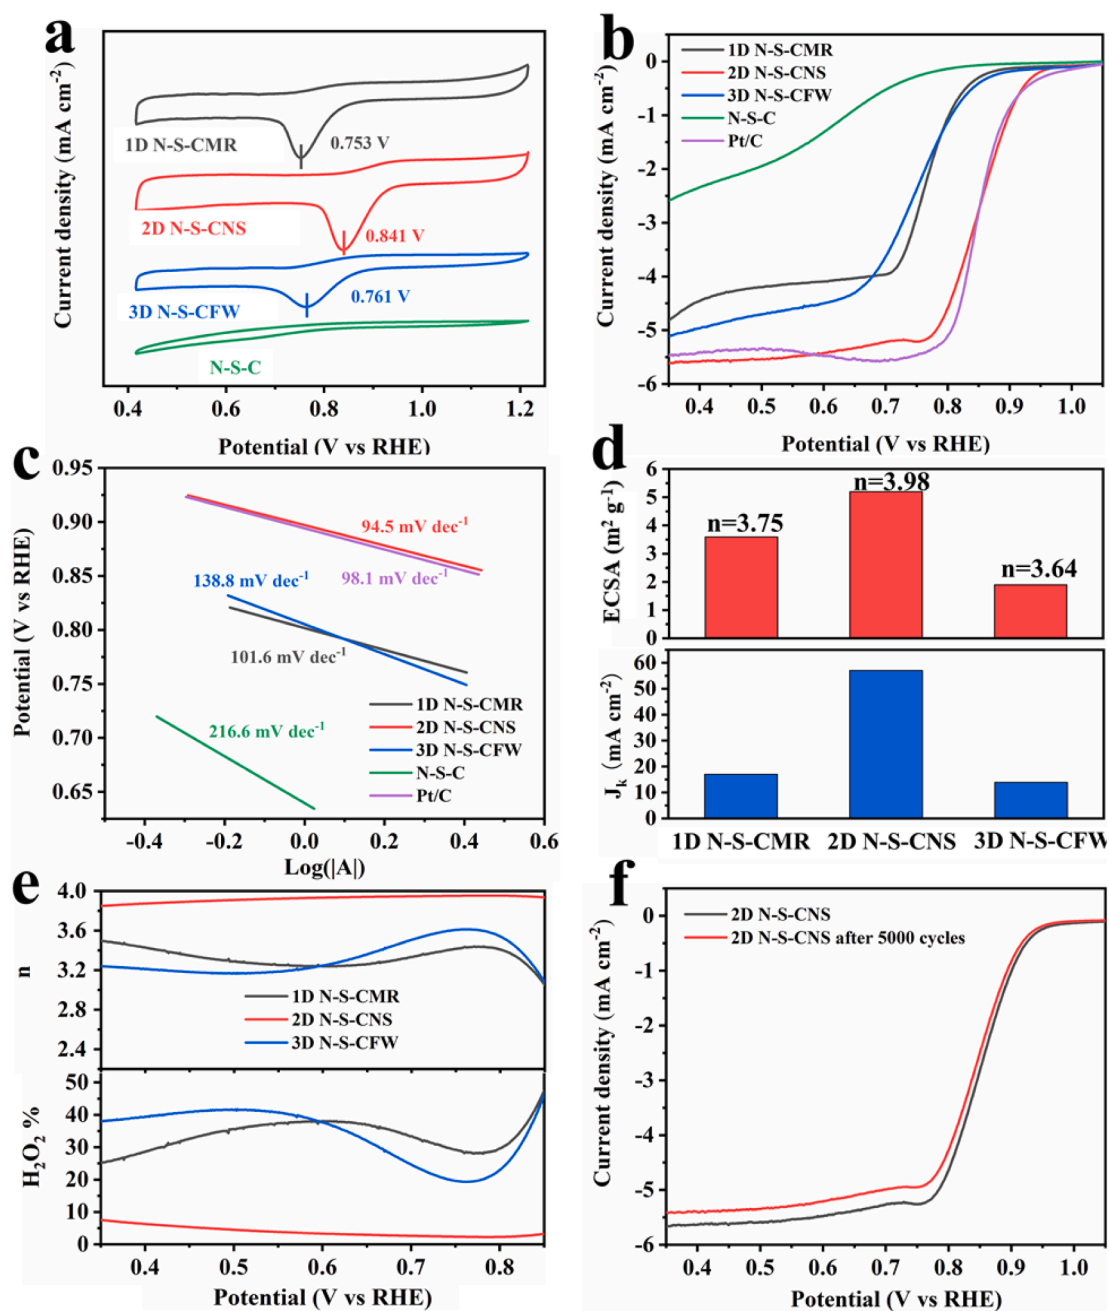 a
Current density (mA cm⁻²)
1D N-S-CMR
0.753 V
2D N-S-CNS
0.841 V
3D N-S-CFW
0.761 V
N-S-C
0.4 0.6 0.8 1.0 1.2
Potential (V vs RHE)
b
Current density (mA cm⁻²)
1D N-S-CMR
2D N-S-CNS
3D N-S-CFW
N-S-C
Pt/C
0
-1
-2
-3
-4
-5
-6
0.4 0.5 0.6 0.7 0.8 0.9 1.0
Potential (V vs RHE)
c
Potential (V vs RHE)
0.95
0.90
0.85
0.80
0.75
0.70
0.65
94.5 mV dec⁻¹
138.8 mV dec⁻¹
98.1 mV dec⁻¹
101.6 mV dec⁻¹
216.6 mV dec⁻¹
1D N-S-CMR
2D N-S-CNS
3D N-S-CFW
N-S-C
Pt/C
-0.4 -0.2 0.0 0.2 0.4 0.6
Log(|A|)
d
ECSA (m² g⁻¹)
6
5
4
3
2
1
0
n=3.75
n=3.98
n=3.64
Jₖ (mA cm⁻²)
60
50
40
30
20
10
0
1D N-S-CMR 2D N-S-CNS 3D N-S-CFW
e
n
4.0
3.6
3.2
2.8
2.4
1D N-S-CMR
2D N-S-CNS
3D N-S-CFW
H₂O₂ %
50
40
30
20
10
0
0.4 0.5 0.6 0.7 0.8
Potential (V vs RHE)
f
Current density (mA cm⁻²)
2D N-S-CNS
2D N-S-CNS after 5000 cycles
0
-1
-2
-3
-4
-5
-6
0.4 0.5 0.6 0.7 0.8 0.9 1.0
Potential (V vs RHE)